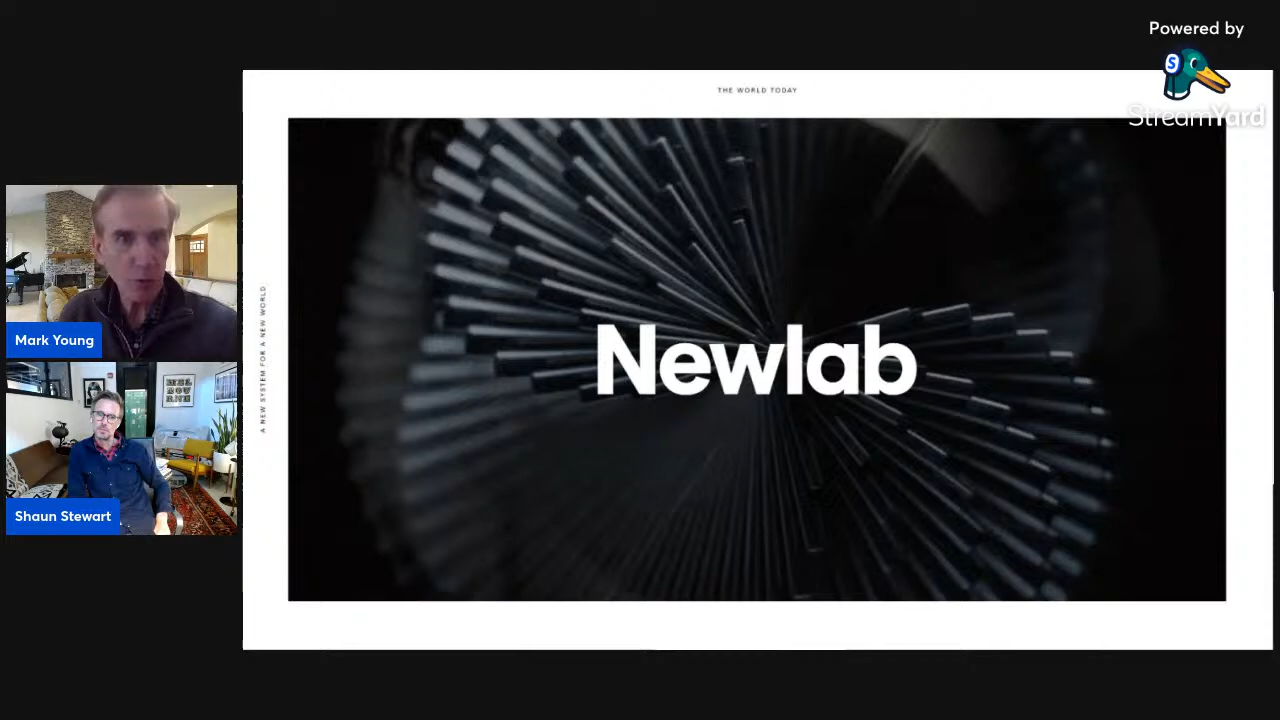 Powered by
StreamYard
THE WORLD TODAY
A NEW SYSTEM FOR A NEW WORLD
Newlab
Mark Young
Shaun Stewart